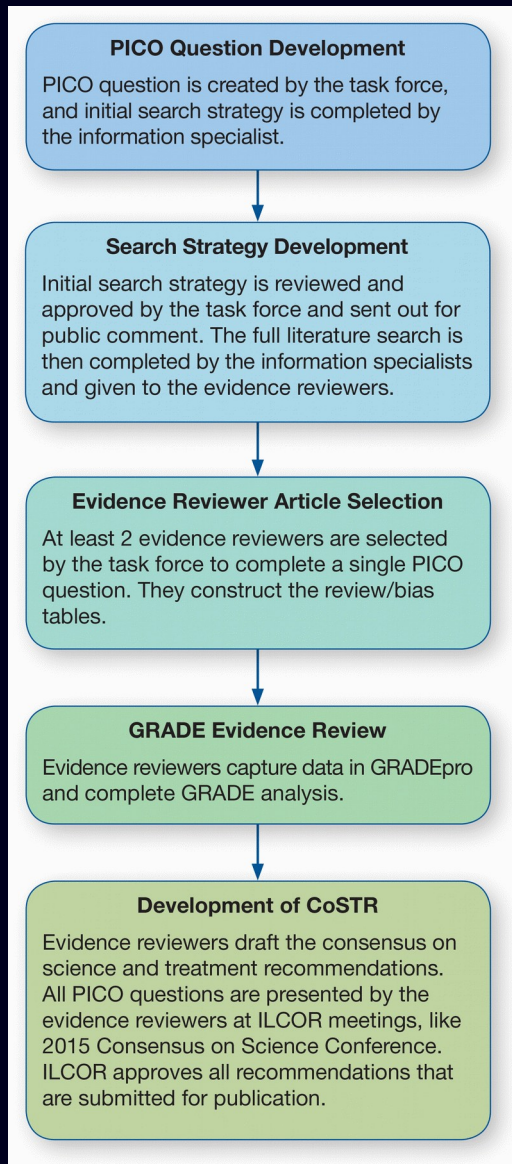 PICO Question Development
PICO question is created by the task force,
and initial search strategy is completed by
the information specialist.
Search Strategy Development
Initial search strategy is reviewed and
approved by the task force and sent out for
public comment. The full literature search is
then completed by the information specialists
and given to the evidence reviewers.
Evidence Reviewer Article Selection
At least 2 evidence reviewers are selected
by the task force to complete a single PICO
question. They construct the review/bias
tables.
GRADE Evidence Review
Evidence reviewers capture data in GRADEpro
and complete GRADE analysis.
Development of CoSTR
Evidence reviewers draft the consensus on
science and treatment recommendations.
All PICO questions are presented by the
evidence reviewers at ILCOR meetings, like
2015 Consensus on Science Conference.
ILCOR approves all recommendations that
are submitted for publication.